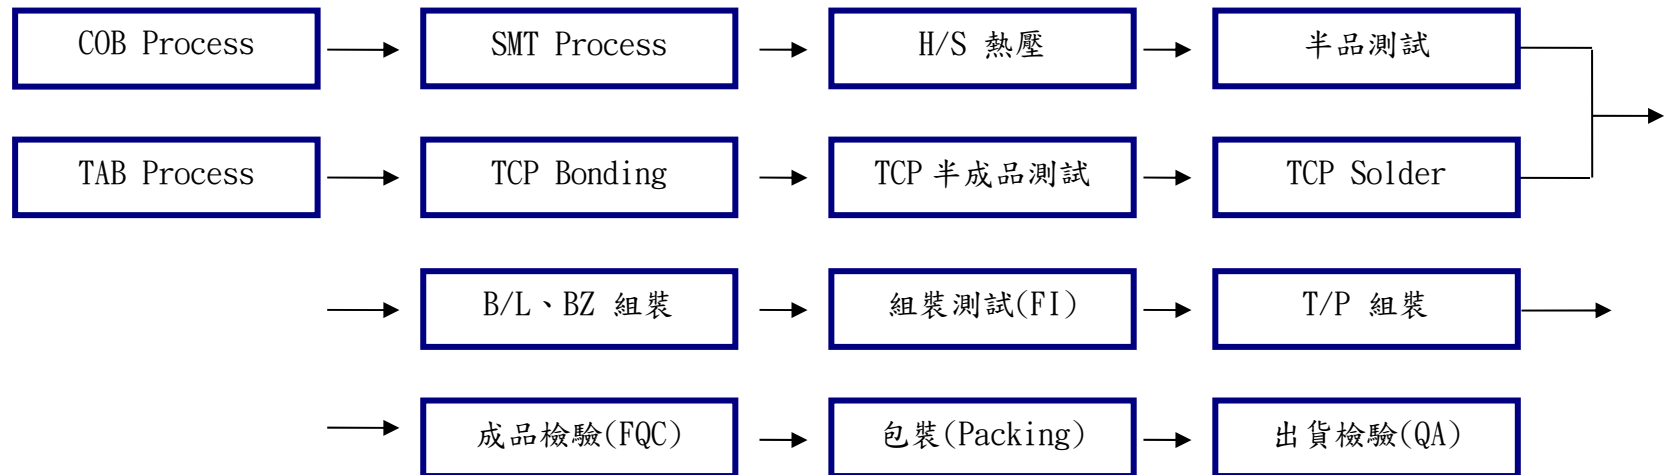 COB Process
SMT Process
H/S 熱壓
半品測試
TAB Process
TCP Bonding
TCP 半成品測試
TCP Solder
B/L、BZ 組裝
組裝測試(FI)
T/P 組裝
成品檢驗(FQC)
包裝(Packing)
出貨檢驗(QA)